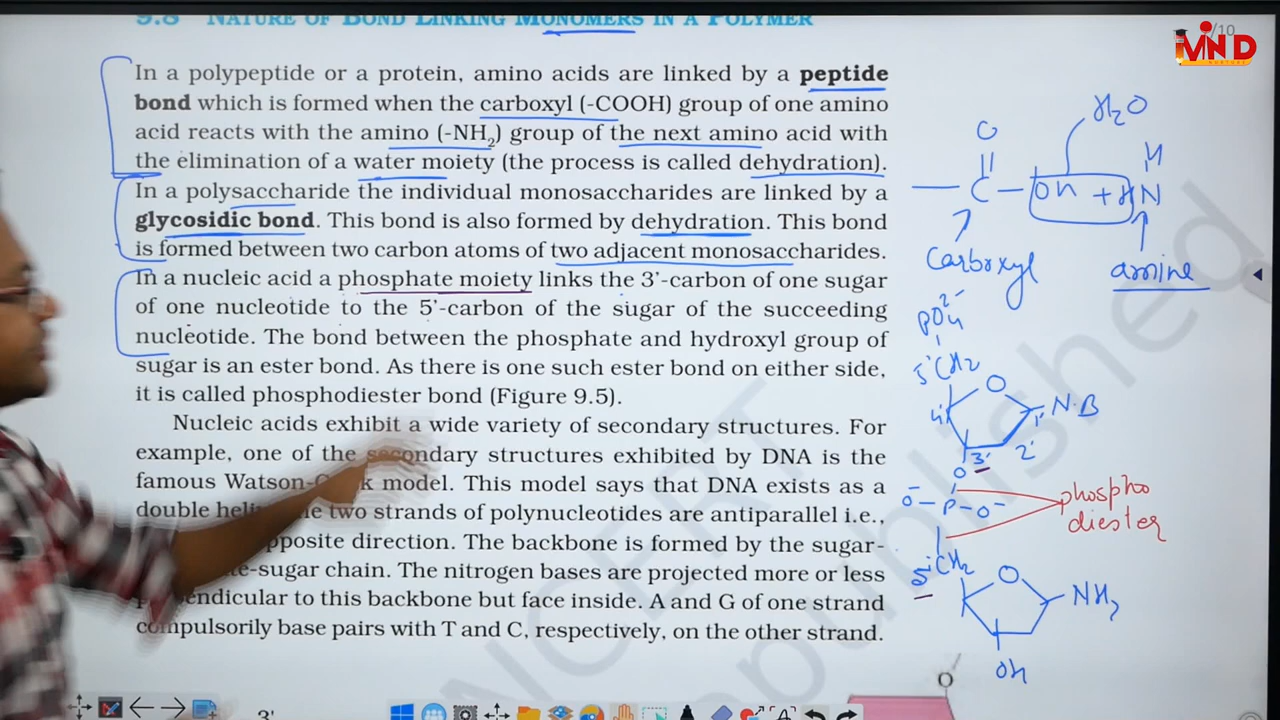 9.8 NATURE OF BOND LINKING MONOMERS IN A POLYMER
In a polypeptide or a protein, amino acids are linked by a peptide
bond which is formed when the carboxyl (-COOH) group of one amino
acid reacts with the amino (-NH2) group of the next amino acid with
the elimination of a water moiety (the process is called dehydration).
In a polysaccharide the individual monosaccharides are linked by a
glycosidic bond. This bond is also formed by dehydration. This bond
is formed between two carbon atoms of two adjacent monosaccharides.
In a nucleic acid a phosphate moiety links the 3'-carbon of one sugar
of one nucleotide to the 5'-carbon of the sugar of the succeeding
nucleotide. The bond between the phosphate and hydroxyl group of
sugar is an ester bond. As there is one such ester bond on either side,
it is called phosphodiester bond (Figure 9.5).
Nucleic acids exhibit a wide variety of secondary structures. For
example, one of the secondary structures exhibited by DNA is the
famous Watson- k model. This model says that DNA exists as a
double heli two strands of polynucleotides are antiparallel i.e.,
pposite direction. The backbone is formed by the sugar-
-sugar chain. The nitrogen bases are projected more or less
endicular to this backbone but face inside. A and G of one strand
compulsorily base pairs with T and C, respectively, on the other strand.
3'
/10
MIND
H2O
O
H
C – OH + H N
Carboxyl
amine
PO4 2-
5' CH2
O
4'
1' N.B
3' 2'
O
O- – P – O-
phospho
diester
5' CH2
O
NH2
OH
O
NCERT
published